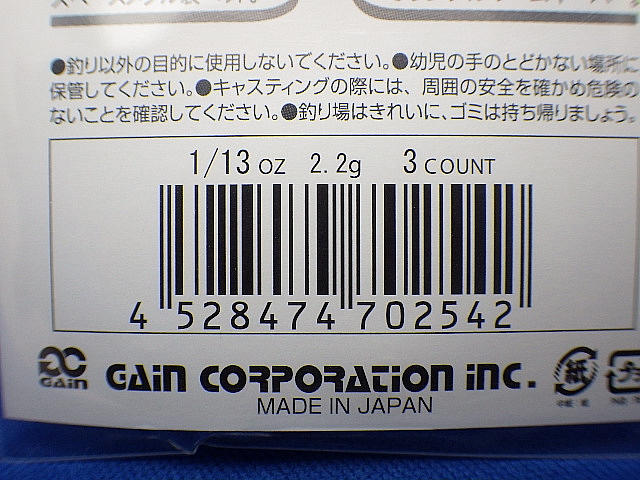 ●釣り以外の目的に使用しないでください。●幼児の手のとどかない場所に
保管してください。●キャスティングの際には、周囲の安全を確かめ危険の
ないことを確認してください。●釣り場はきれいに、ゴミは持ち帰りましょう。
1/13 OZ 2.2g 3 COUNT
4 528474 702542
GAIN GAIN CORPORATION INC. 紙
MADE IN JAPAN